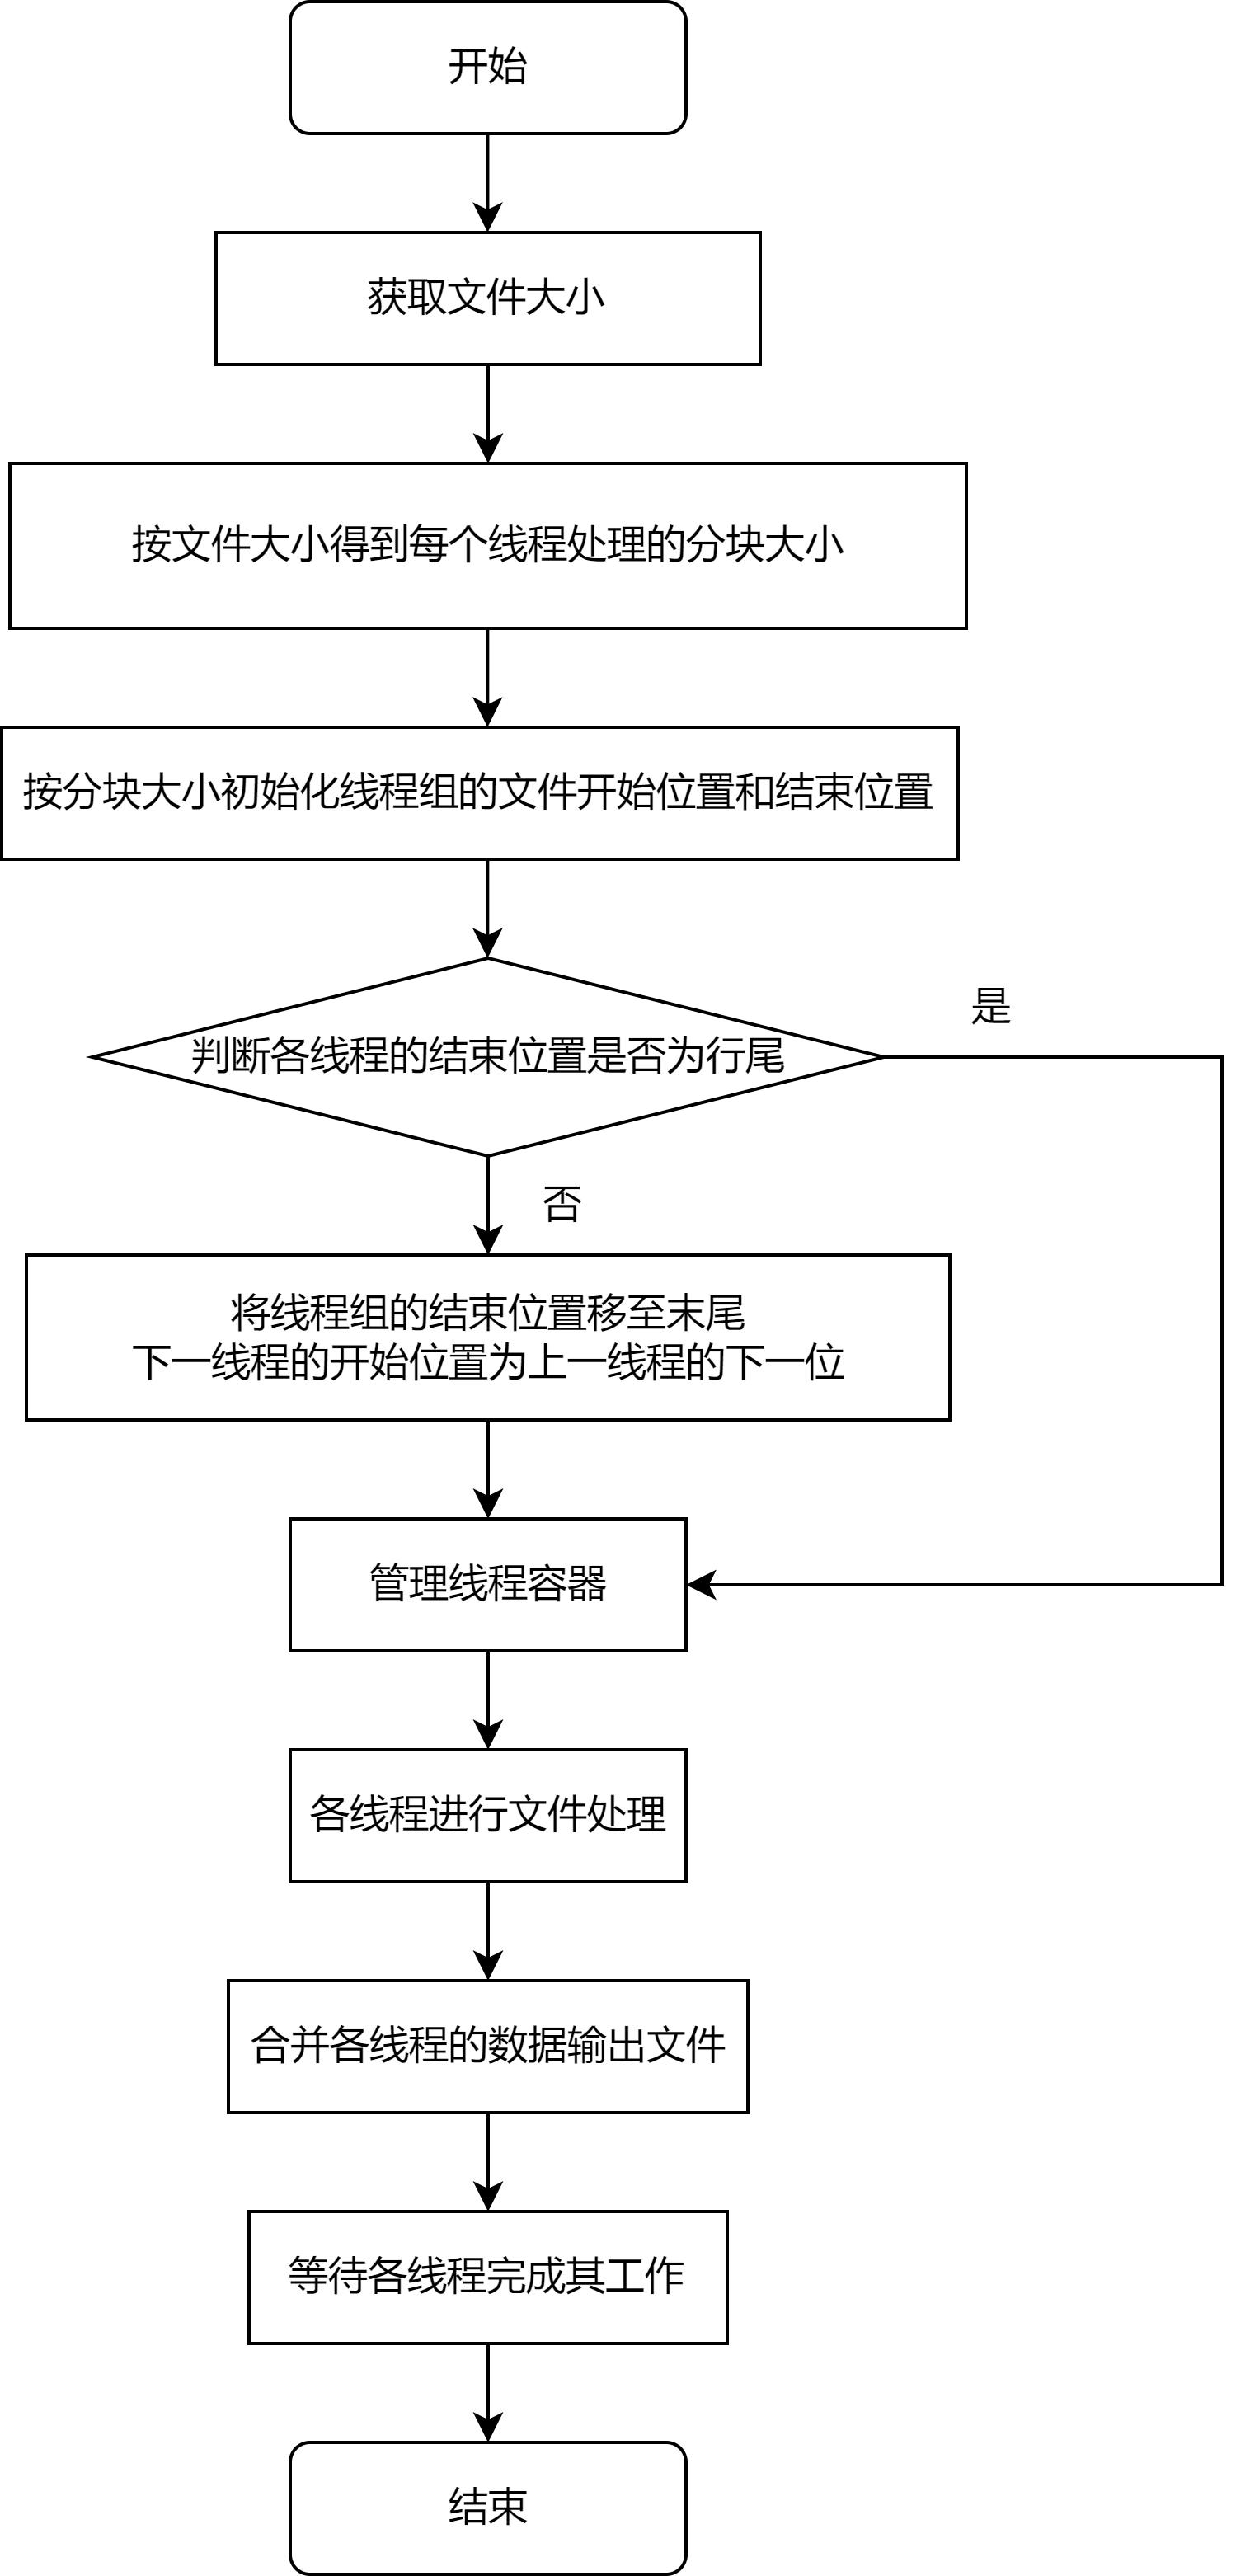 开始
获取文件大小
按文件大小得到每个线程处理的分块大小
按分块大小初始化线程组的文件开始位置和结束位置
是
判断各线程的结束位置是否为行尾
否
将线程组的结束位置移至末尾
下一线程的开始位置为上一线程的下一位
管理线程容器
各线程进行文件处理
合并各线程的数据输出文件
等待各线程完成其工作
结束